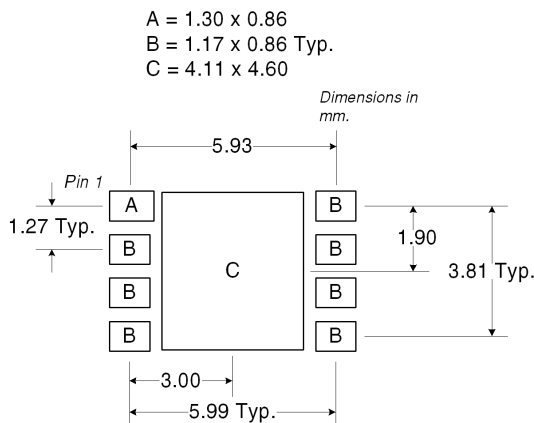 A = 1.30 x 0.86
B = 1.17 x 0.86 Typ.
C = 4.11 x 4.60
Dimensions in
mm.
5.93
Pin 1
A
B
1.27 Typ.
B
B
1.90
C
3.81 Typ.
B
B
B
B
3.00
5.99 Typ.